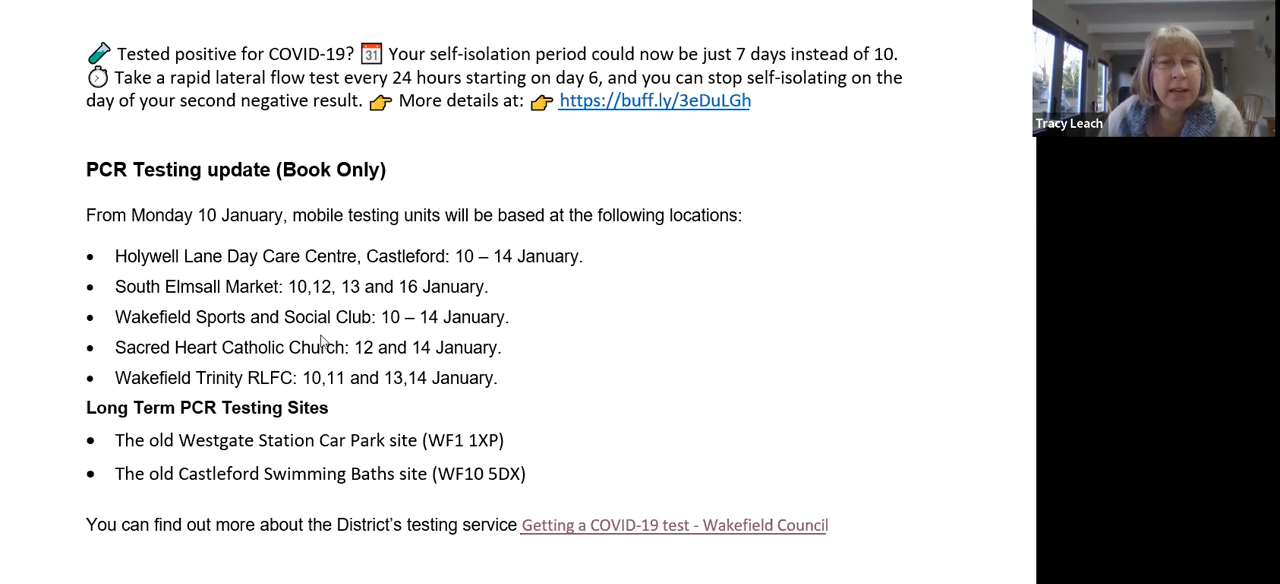 Tested positive for COVID-19? Your self-isolation period could now be just 7 days instead of 10.
Take a rapid lateral flow test every 24 hours starting on day 6, and you can stop self-isolating on the
day of your second negative result. 👉 More details at: 👉 https://buff.ly/3eDuLGh
PCR Testing update (Book Only)
From Monday 10 January, mobile testing units will be based at the following locations:
• Holywell Lane Day Care Centre, Castleford: 10 – 14 January.
• South Elmsall Market: 10,12, 13 and 16 January.
• Wakefield Sports and Social Club: 10 – 14 January.
• Sacred Heart Catholic Church: 12 and 14 January.
• Wakefield Trinity RLFC: 10,11 and 13,14 January.
Long Term PCR Testing Sites
• The old Westgate Station Car Park site (WF1 1XP)
• The old Castleford Swimming Baths site (WF10 5DX)
You can find out more about the District's testing service Getting a COVID-19 test - Wakefield Council
Tracy Leach